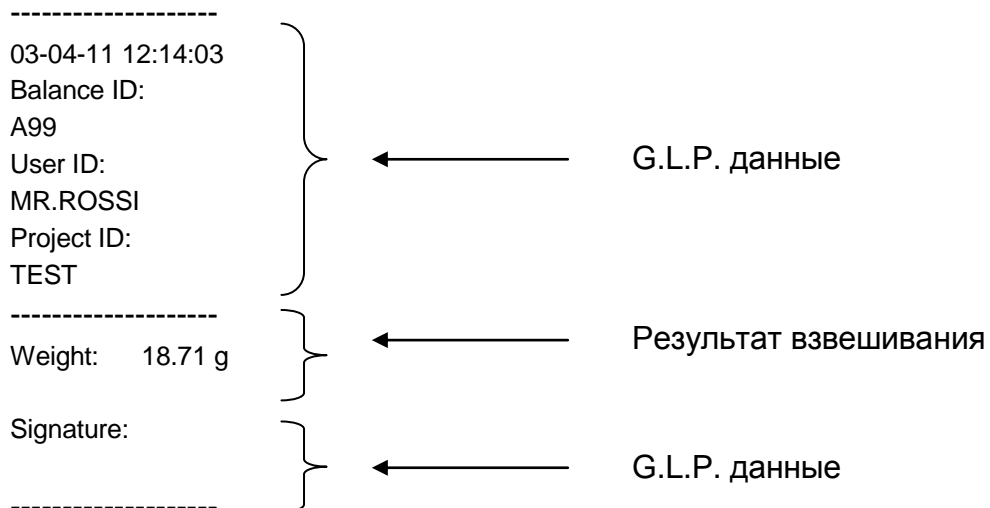 --------------------
03-04-11 12:14:03
Balance ID:
A99
User ID:
MR.ROSSI
Project ID:
TEST
G.L.P. данные
--------------------
Weight: 18.71 g
Результат взвешивания
Signature:
G.L.P. данные
--------------------